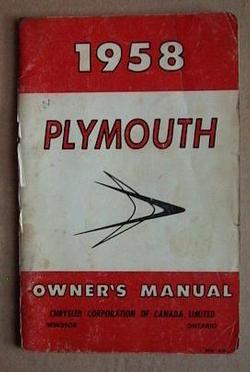 1958
PLYMOUTH
OWNER'S MANUAL
CHRYSLER CORPORATION OF CANADA, LIMITED
WINDSOR ONTARIO